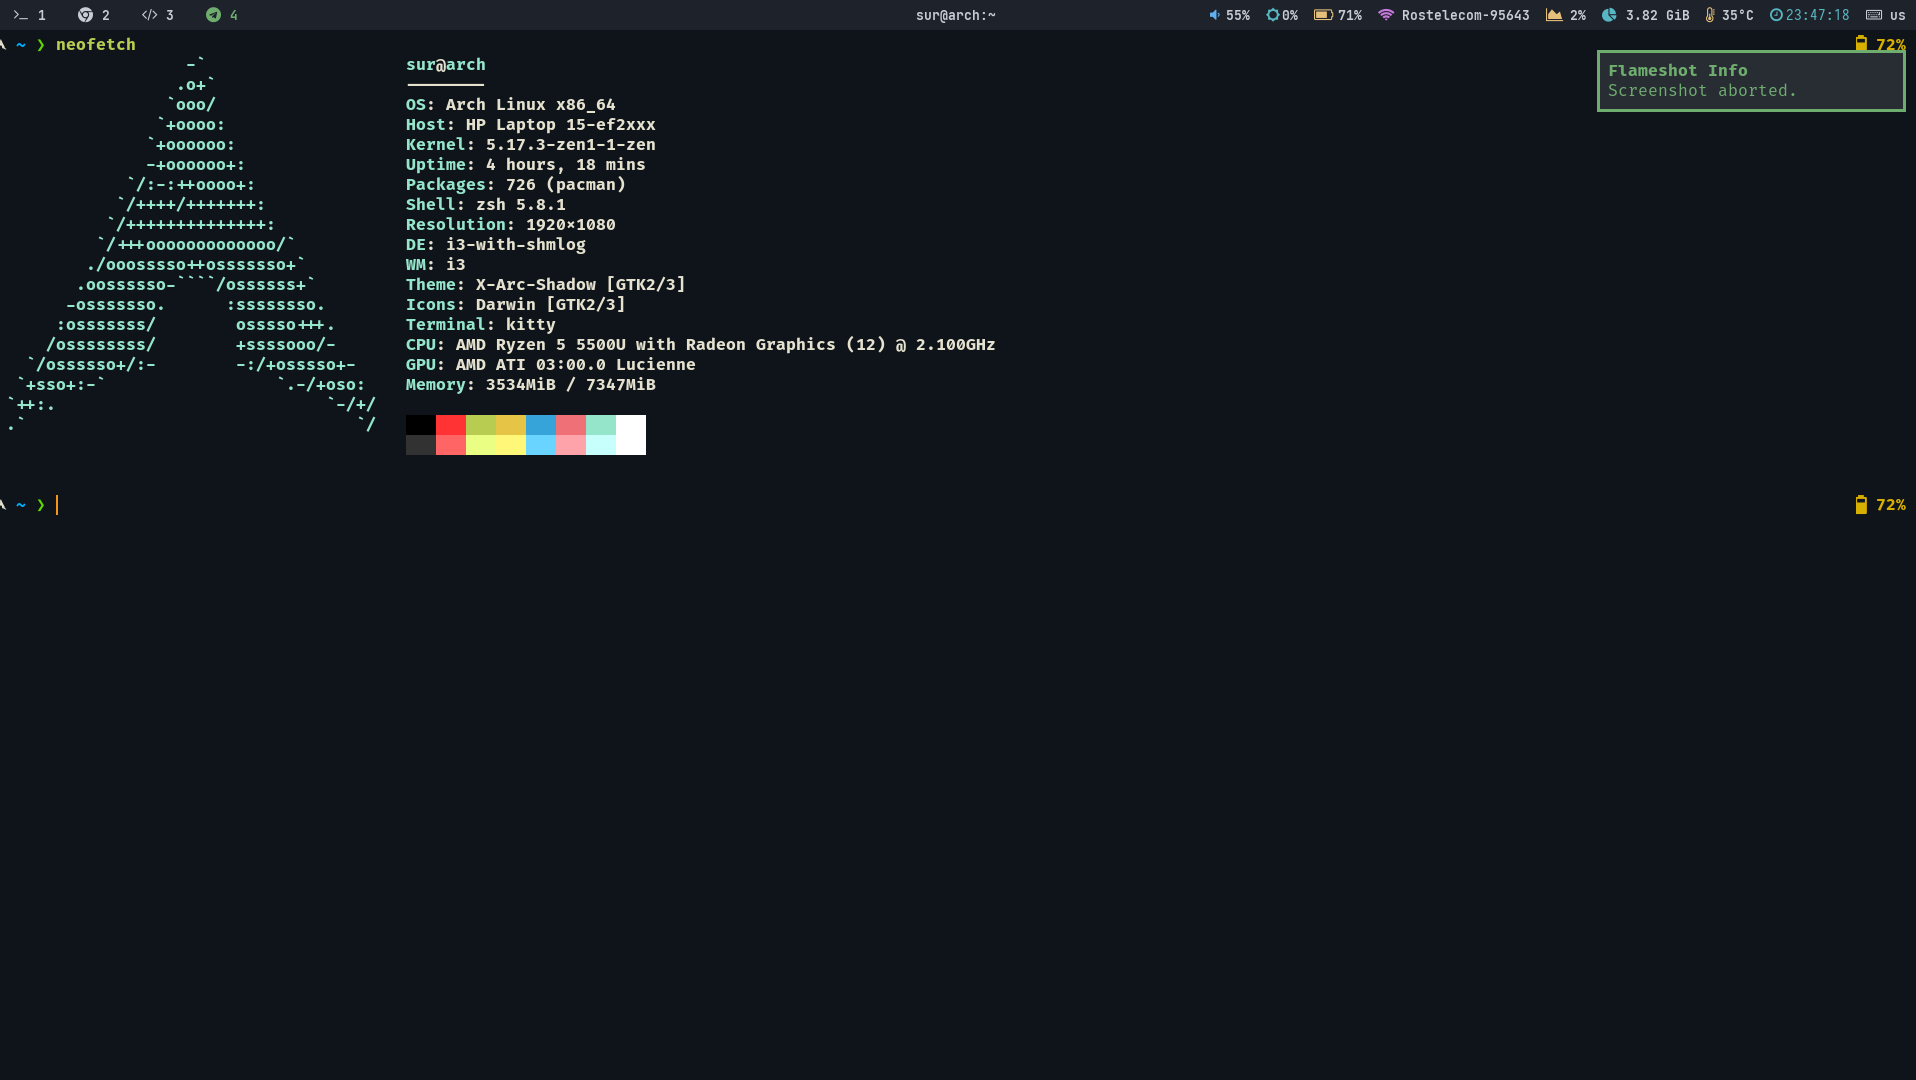 1 2 3 4 sur@arch:~ 55% 0% 71% Rostelecom-95643 2% 3.82 GiB 35°C 23:47:18 us
~ ❯ neofetch 72%
-` sur@arch
.o+` --------
`ooo/ OS: Arch Linux x86_64
`+oooo: Host: HP Laptop 15-ef2xxx
`+oooooo: Kernel: 5.17.3-zen1-1-zen
-+oooooo+: Uptime: 4 hours, 18 mins
`/:-:++oooo+: Packages: 726 (pacman)
`/++++/+++++++: Shell: zsh 5.8.1
`/++++++++++++++: Resolution: 1920×1080
`/+++ooooooooooooo/` DE: i3-with-shmlog
./ooosssso++osssssso+` WM: i3
.oossssso-````/ossssss+` Theme: X-Arc-Shadow [GTK2/3]
-osssssso. :ssssssso. Icons: Darwin [GTK2/3]
:osssssss/ osssso+++. Terminal: kitty
/ossssssss/ +ssssooo/- CPU: AMD Ryzen 5 5500U with Radeon Graphics (12) @ 2.100GHz
`/ossssso+/:- -:/+osssso+- GPU: AMD ATI 03:00.0 Lucienne
`+sso+:-` `.-/+oso: Memory: 3534MiB / 7347MiB
`++:. `-/+/
.` `/
~ ❯ 72%
Flameshot Info
Screenshot aborted.